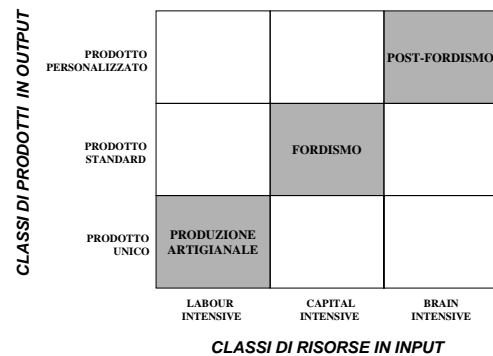 CLASSI DI PRODOTTI IN OUTPUT
PRODOTTO
PERSONALIZZATO
POST-FORDISMO
PRODOTTO
STANDARD
FORDISMO
PRODOTTO
UNICO
PRODUZIONE
ARTIGIANALE
LABOUR
INTENSIVE
CAPITAL
INTENSIVE
BRAIN
INTENSIVE
CLASSI DI RISORSE IN INPUT